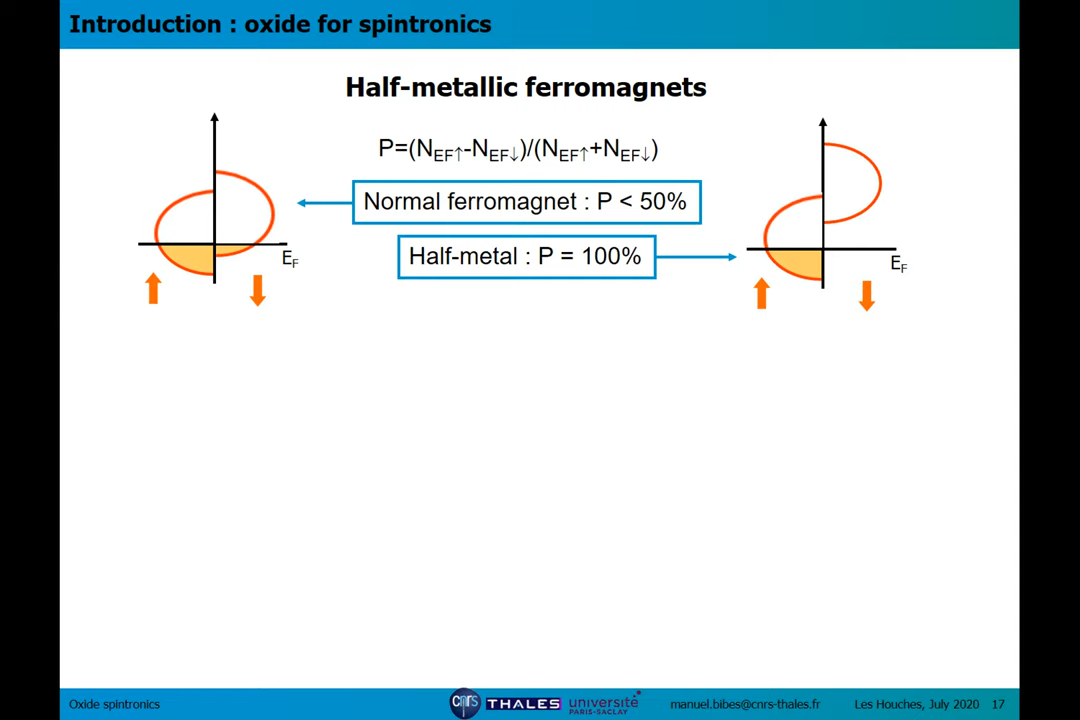 Introduction : oxide for spintronics
Half-metallic ferromagnets
P=(NEF↑-NEF↓)/(NEF↑+NEF↓)
Normal ferromagnet : P < 50%
Half-metal : P = 100%
EF
EF
Oxide spintronics
cnrs
THALES
université
PARIS-SACLAY
manuel.bibes@cnrs-thales.fr
Les Houches, July 2020
17